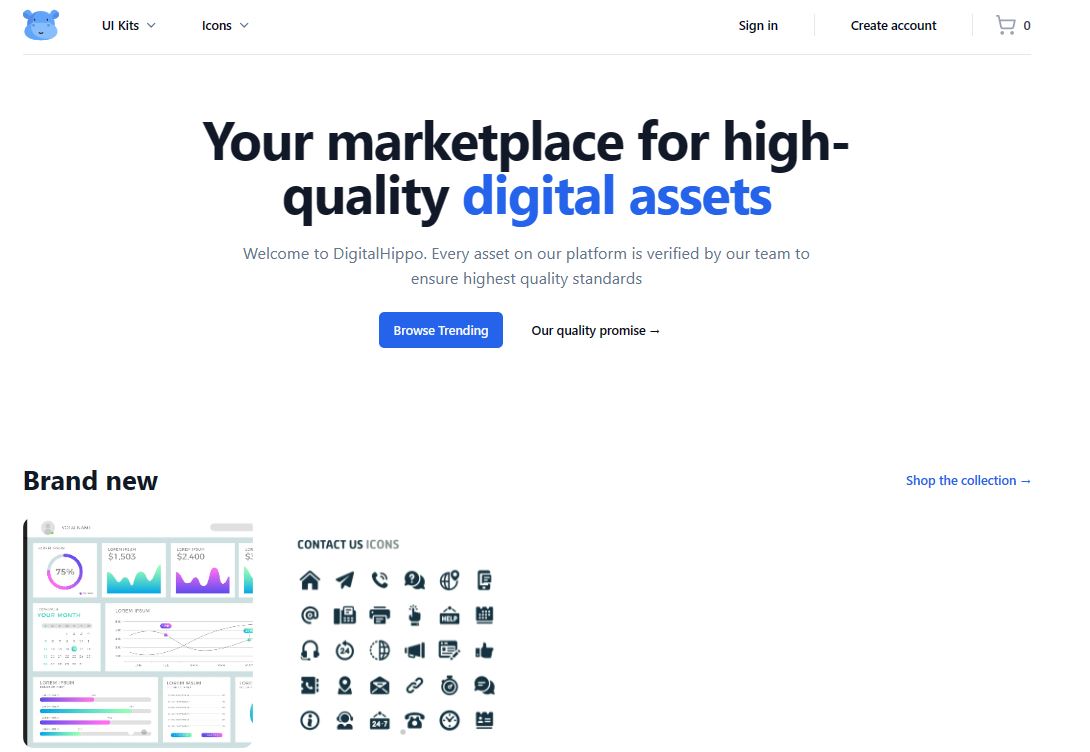 UI Kits
Icons
Sign in
Create account
0
Your marketplace for high-
quality digital assets
Welcome to DigitalHippo. Every asset on our platform is verified by our team to
ensure highest quality standards
Browse Trending
Our quality promise →
Brand new
Shop the collection →
75%
LOREM IPSUM
$1,503
LOREM IPSUM
$2,400
YOUR MONTH
LOREM IPSUM
LOREM IPSUM
LOREM IPSUM
CONTACT US ICONS
HELP
24
24-7